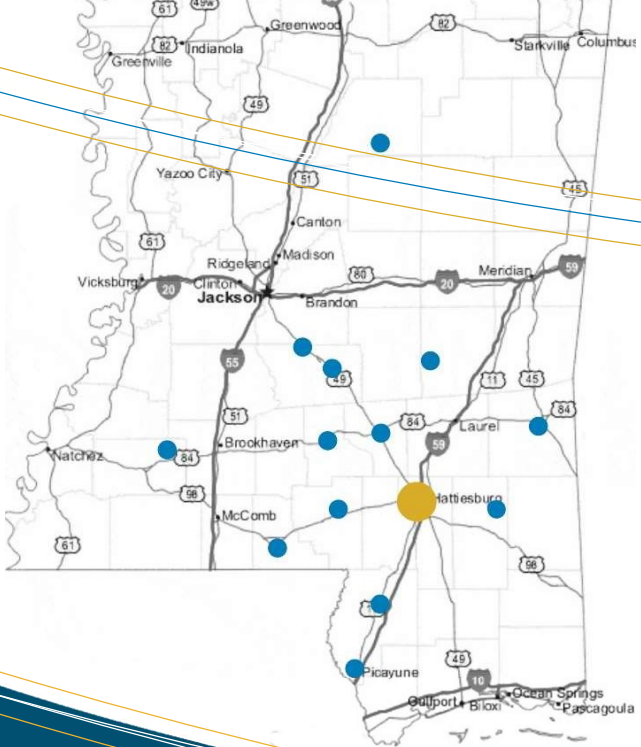 61
49W
Greenwood
82
82
Indianola
Starkville
Columbus
Greenville
49
Yazoo City
51
45
Canton
61
Madison
Ridgeland
80
Meridian
59
Vicksburg
20
Clinton
20
Jackson
Brandon
55
49
11
45
51
84
84
Laurel
Brookhaven
59
Natchez
84
98
Hattiesburg
McComb
61
98
49
Picayune
10
Ocean Springs
Gulfport
Biloxi
Pascagoula